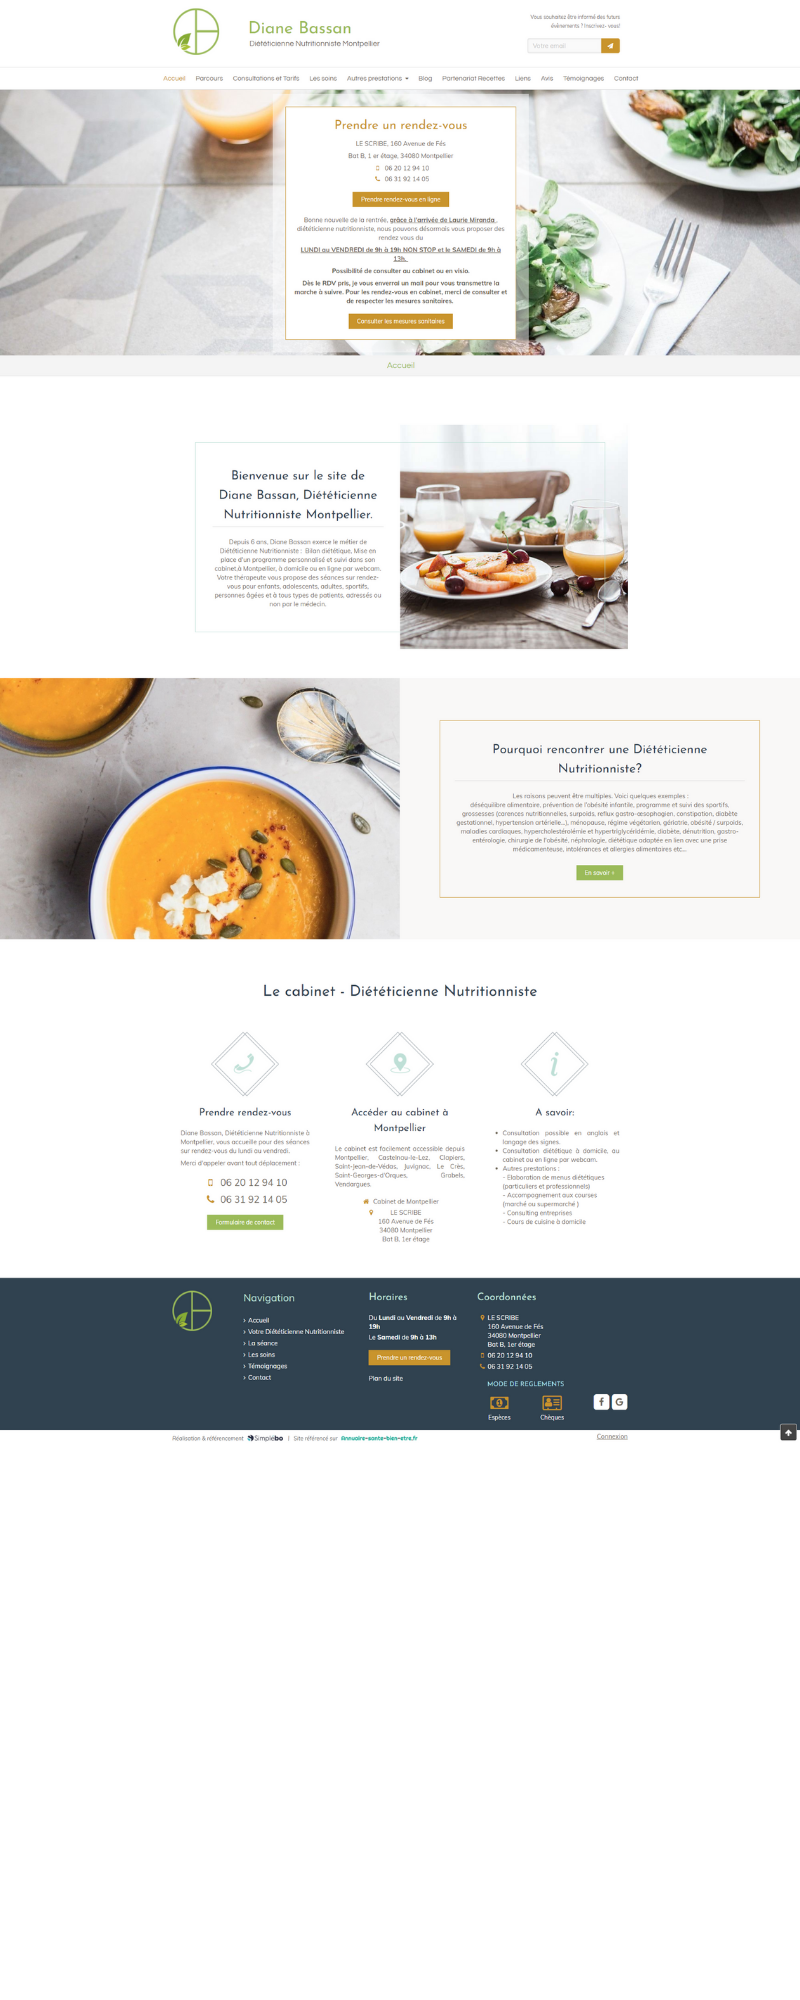 Diane Bassan
Diététicienne Nutritionniste Montpellier
Vous souhaitez être informé des futurs
évènements ? Inscrivez- vous!
Votre email
Accueil Parcours Consultations et Tarifs Les soins Autres prestations Blog Partenariat Recettes Liens Avis Témoignages Contact
Prendre un rendez-vous
LE SCRIBE, 160 Avenue de Fés
Bat B, 1 er étage, 34080 Montpellier
06 20 12 94 10
06 31 92 14 05
Prendre rendez-vous en ligne
Bonne nouvelle de la rentrée, grâce à l'arrivée de Laurie Miranda ,
diététicienne nutritionniste, nous pouvons désormais vous proposer des
rendez vous du
LUNDI au VENDREDI de 9h à 19h NON STOP et le SAMEDI de 9h à
13h.
Possibilité de consulter au cabinet ou en visio.
Dès le RDV pris, je vous enverrai un mail pour vous transmettre la
marche à suivre. Pour les rendez-vous en cabinet, merci de consulter et
de respecter les mesures sanitaires.
Consulter les mesures sanitaires
Accueil
Bienvenue sur le site de
Diane Bassan, Diététicienne
Nutritionniste Montpellier.
Depuis 6 ans, Diane Bassan exerce le métier de
Diététicienne Nutritionniste : Bilan diététique, Mise en
place d'un programme personnalisé et suivi dans son
cabinet,à Montpellier, à domicile ou en ligne par webcam.
Votre thérapeute vous propose des séances sur rendez-
vous pour enfants, adolescents, adultes, sportifs,
personnes âgées et à tous types de patients, adressés ou
non par le médecin.
Pourquoi rencontrer une Diététicienne
Nutritionniste?
Les raisons peuvent être multiples. Voici quelques exemples :
déséquilibre alimentaire, prévention de l'obésité infantile, programme et suivi des sportifs,
grossesses (carences nutritionnelles, surpoids, reflux gastro-œsophagien, constipation, diabète
gestationnel, hypertension artérielle...), ménopause, régime végétarien, gériatrie, obésité / surpoids,
maladies cardiaques, hypercholestérolémie et hypertriglycéridémie, diabète, dénutrition, gastro-
entérologie, chirurgie de l'obésité, néphrologie, diététique adaptée en lien avec une prise
médicamenteuse, intolérances et allergies alimentaires etc...
En savoir +
Le cabinet - Diététicienne Nutritionniste
Prendre rendez-vous
Diane Bassan, Diététicienne Nutritionniste à
Montpellier, vous accueille pour des séances
sur rendez-vous du lundi au vendredi.
Merci d'appeler avant tout déplacement :
06 20 12 94 10
06 31 92 14 05
Formulaire de contact
Accéder au cabinet à
Montpellier
Le cabinet est facilement accessible depuis
Montpellier, Castelnau-le-Lez, Clapiers,
Saint-Jean-de-Védas, Juvignac, Le Crès,
Saint-Georges-d'Orques, Grabels,
Vendargues.
Cabinet de Montpellier
LE SCRIBE
160 Avenue de Fés
34080 Montpellier
Bat B, 1er étage
A savoir:
• Consultation possible en anglais et
langage des signes.
• Consultation diététique à domicile, au
cabinet ou en ligne par webcam.
• Autres prestations :
- Elaboration de menus diététiques
(particuliers et professionnels)
- Accompagnement aux courses
(marché ou supermarché )
- Consulting entreprises
- Cours de cuisine à domicile
Navigation
› Accueil
› Votre Diététicienne Nutritionniste
› La séance
› Les soins
› Témoignages
› Contact
Horaires
Du Lundi au Vendredi de 9h à
19h
Le Samedi de 9h à 13h
Prendre un rendez-vous
Plan du site
Coordonnées
LE SCRIBE
160 Avenue de Fés
34080 Montpellier
Bat B, 1er étage
06 20 12 94 10
06 31 92 14 05
MODE DE REGLEMENTS
Espèces Chèques
Réalisation & référencement Simplébo | Site référencé sur Annuaire-sante-bien-etre.fr
Connexion